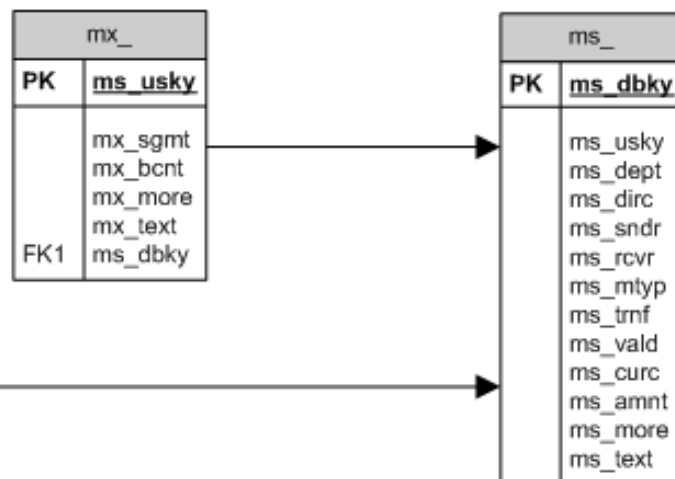 mx_
PK ms_usky
mx_sgmt
mx_bcnt
mx_more
mx_text
FK1 ms_dbky
ms_
PK ms_dbky
ms_usky
ms_dept
ms_dirc
ms_sndr
ms_rcvr
ms_mtyp
ms_trnf
ms_vald
ms_curc
ms_amnt
ms_more
ms_text